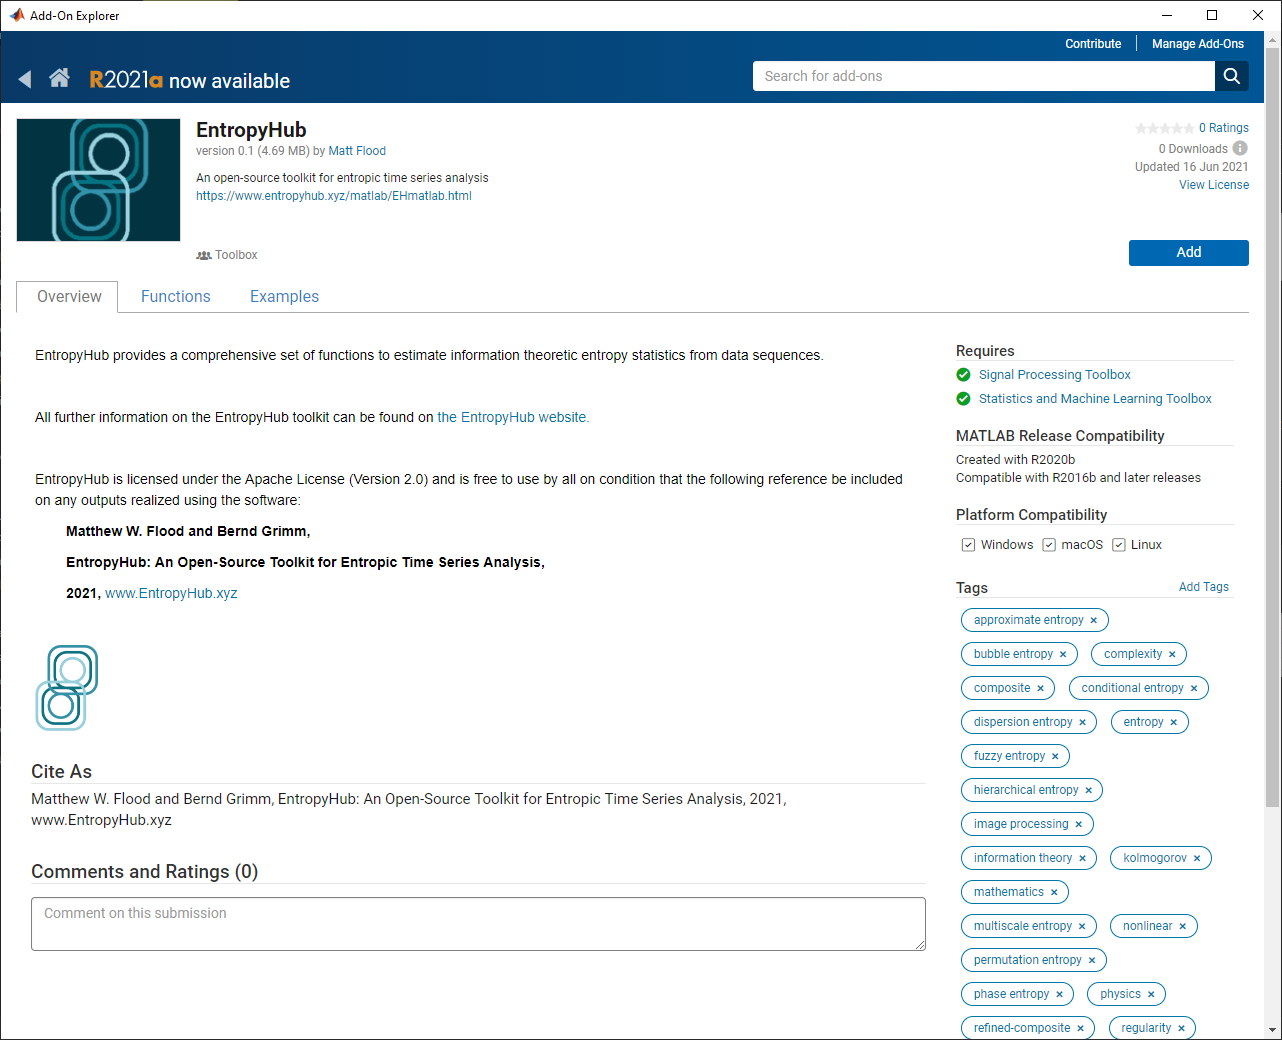 Add-On Explorer
Contribute
Manage Add-Ons
R2021a now available
Search for add-ons
EntropyHub
version 0.1 (4.69 MB) by Matt Flood
An open-source toolkit for entropic time series analysis
https://www.entropyhub.xyz/matlab/EHmatlab.html
Toolbox
0 Ratings
0 Downloads
Updated 16 Jun 2021
View License
Add
Overview
Functions
Examples
EntropyHub provides a comprehensive set of functions to estimate information theoretic entropy statistics from data sequences.
All further information on the EntropyHub toolkit can be found on the EntropyHub website.
EntropyHub is licensed under the Apache License (Version 2.0) and is free to use by all on condition that the following reference be included
on any outputs realized using the software:
Matthew W. Flood and Bernd Grimm,
EntropyHub: An Open-Source Toolkit for Entropic Time Series Analysis,
2021, www.EntropyHub.xyz
Cite As
Matthew W. Flood and Bernd Grimm, EntropyHub: An Open-Source Toolkit for Entropic Time Series Analysis, 2021,
www.EntropyHub.xyz
Comments and Ratings (0)
Comment on this submission
Requires
Signal Processing Toolbox
Statistics and Machine Learning Toolbox
MATLAB Release Compatibility
Created with R2020b
Compatible with R2016b and later releases
Platform Compatibility
Windows macOS Linux
Tags
Add Tags
approximate entropy ×
bubble entropy × complexity ×
composite × conditional entropy ×
dispersion entropy × entropy ×
fuzzy entropy ×
hierarchical entropy ×
image processing ×
information theory × kolmogorov ×
mathematics ×
multiscale entropy × nonlinear ×
permutation entropy ×
phase entropy × physics ×
refined-composite × regularity ×